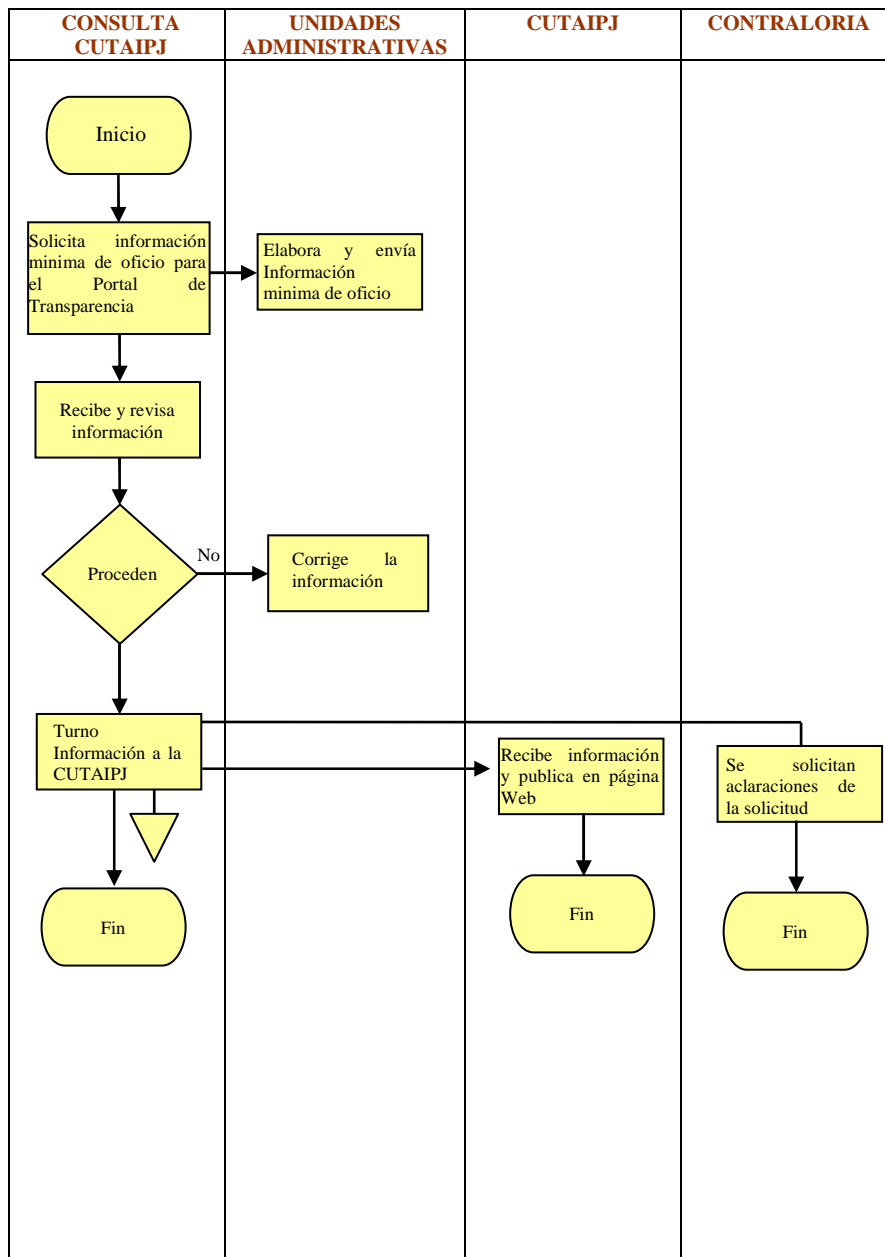 CONSULTA
CUTAIPJ
UNIDADES
ADMINISTRATIVAS
CUTAIPJ
CONTRALORIA
Inicio
Solicita información
minima de oficio para
el Portal de
Transparencia
Elabora y envía
Información
minima de oficio
Recibe y revisa
información
Proceden
No
Corrige la
información
Turno
Información a la
CUTAIPJ
Recibe información
y publica en página
Web
Se solicitan
aclaraciones de
la solicitud
Fin
Fin
Fin